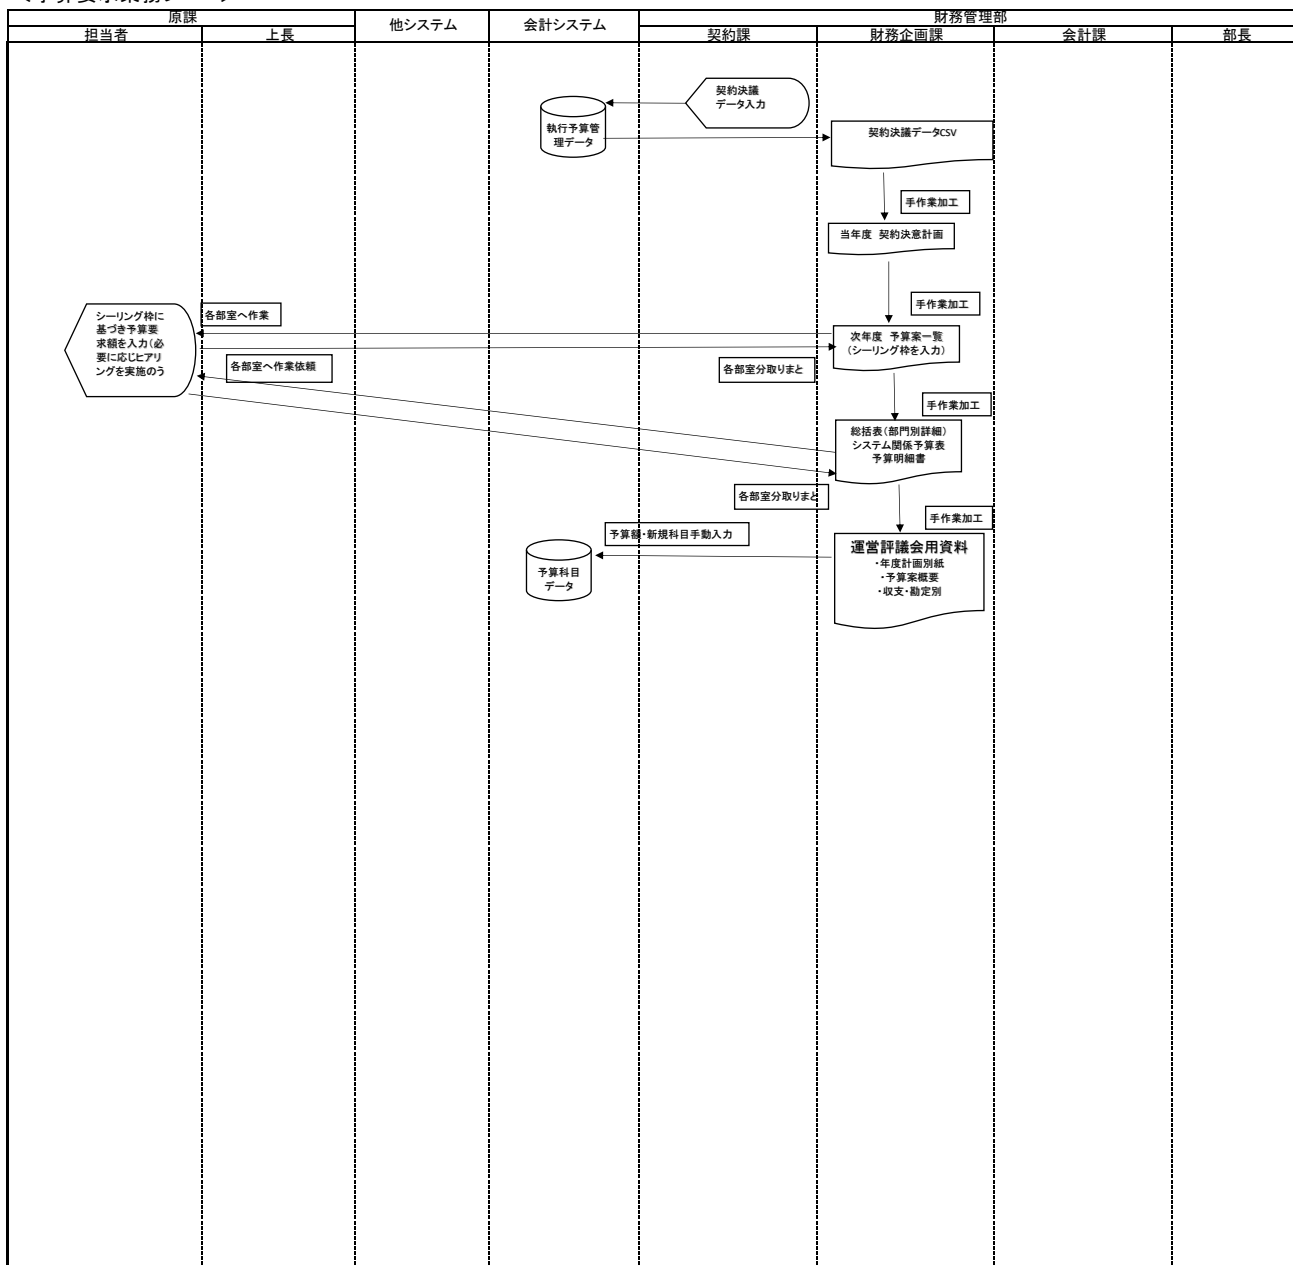 原課
財務管理部
他システム
会計システム
担当者
上長
契約課
財務企画課
会計課
部長
契約決議
データ入力
執行予算管
理データ
契約決議データCSV
手作業加工
当年度 契約決意計画
手作業加工
シーリング枠に
基づき予算要
求額を入力（必
要に応じヒアリ
ングを実施のう
各部室へ作業
次年度 予算案一覧
（シーリング枠を入力）
各部室へ作業依頼
各部室分取りまと
手作業加工
総括表（部門別詳細）
システム関係予算表
予算明細書
各部室分取りまと
手作業加工
予算額・新規科目手動入力
予算科目
データ
運営評議会用資料
・年度計画別紙
・予算案概要
・収支・勘定別